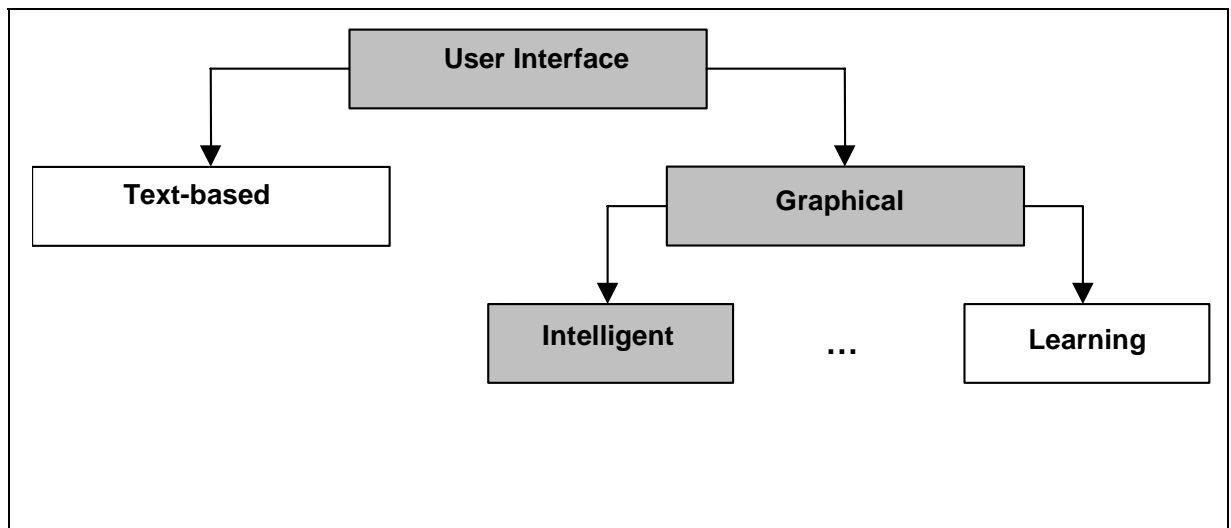 User Interface
Text-based
Graphical
Intelligent
...
Learning